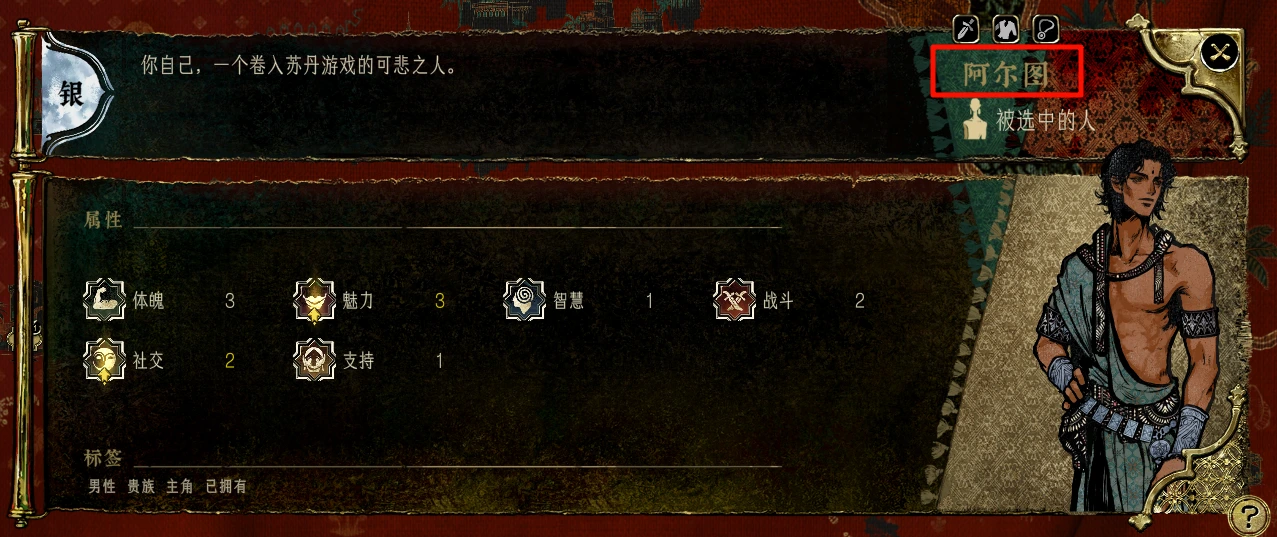 银
你自己，一个卷入苏丹游戏的可悲之人。
阿尔图
被选中的人
属性
体魄 3 魅力 3 智慧 1 战斗 2
社交 2 支持 1
标签
男性 贵族 主角 已拥有
?